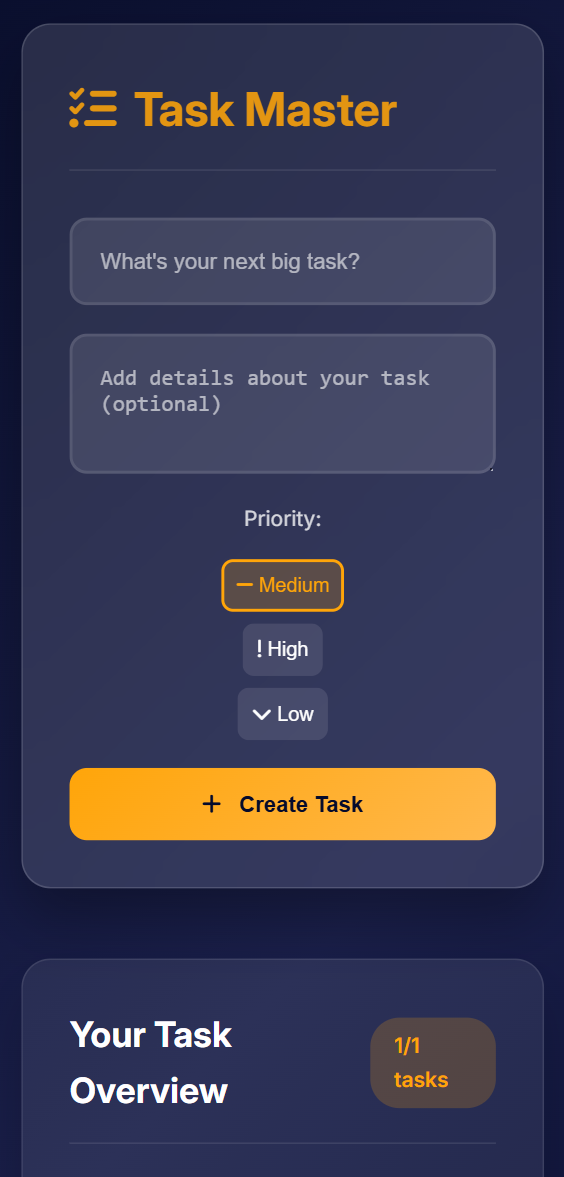 Task Master
What's your next big task?
Add details about your task
(optional)
Priority:
Medium
! High
Low
+ Create Task
Your Task
Overview
1/1
tasks